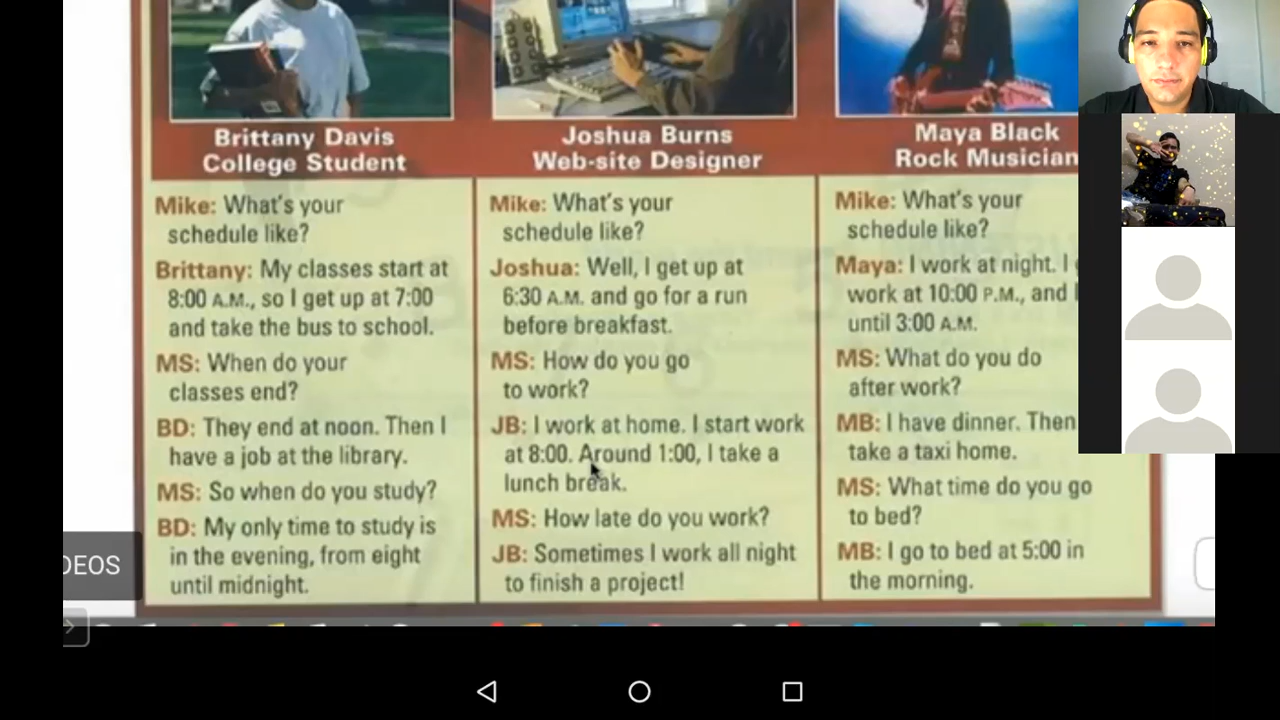 Brittany Davis
College Student
Mike: What's your
schedule like?
Brittany: My classes start at
8:00 A.M., so I get up at 7:00
and take the bus to school.
MS: When do your
classes end?
BD: They end at noon. Then I
have a job at the library.
MS: So when do you study?
BD: My only time to study is
in the evening, from eight
until midnight.
Joshua Burns
Web-site Designer
Mike: What's your
schedule like?
Joshua: Well, I get up at
6:30 A.M. and go for a run
before breakfast.
MS: How do you go
to work?
JB: I work at home. I start work
at 8:00. Around 1:00, I take a
lunch break.
MS: How late do you work?
JB: Sometimes I work all night
to finish a project!
Maya Black
Rock Musician
Mike: What's your
schedule like?
Maya: I work at night. I
work at 10:00 P.M., and
until 3:00 A.M.
MS: What do you do
after work?
MB: I have dinner. Then
take a taxi home.
MS: What time do you go
to bed?
MB: I go to bed at 5:00 in
the morning.
DEOS